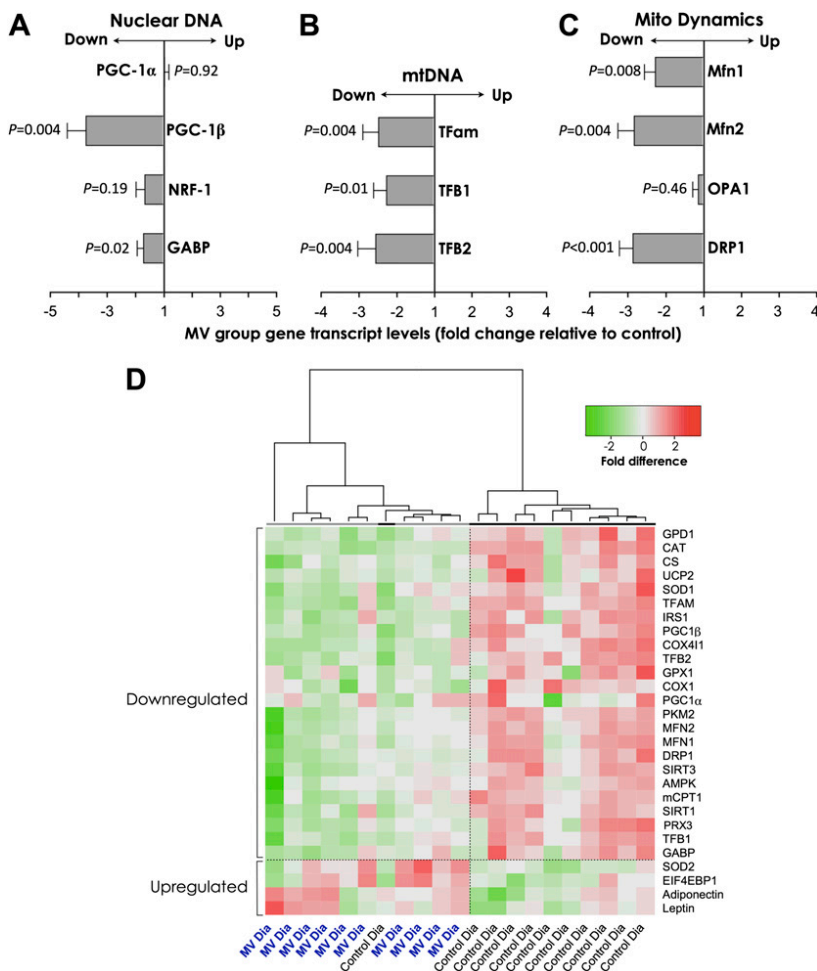 A
Nuclear DNA
Down
Up
PGC-1α
P=0.92
P=0.004
PGC-1β
P=0.19
NRF-1
P=0.02
GABP
-5
-3
-1
1
3
5
B
mtDNA
Down
Up
P=0.004
TFam
P=0.01
TFB1
P=0.004
TFB2
-4
-3
-2
-1
1
2
3
4
C
Mito Dynamics
Down
Up
P=0.008
Mfn1
P=0.004
Mfn2
P=0.46
OPA1
P<0.001
DRP1
-4
-3
-2
-1
1
2
3
4
MV group gene transcript levels (fold change relative to control)
D
-2
0
2
Fold difference
Downregulated
Upregulated
GPD1
CAT
CS
UCP2
SOD1
TFAM
IRS1
PGC1β
COX4I1
TFB2
GPX1
COX1
PGC1α
PKM2
MFN2
MFN1
DRP1
SIRT3
AMPK
mCPT1
SIRT1
PRX3
TFB1
GABP
SOD2
EIF4EBP1
Adiponectin
Leptin
MV Dia
MV Dia
MV Dia
MV Dia
MV Dia
MV Dia
Control Dia
MV Dia
MV Dia
MV Dia
MV Dia
Control Dia
Control Dia
Control Dia
Control Dia
Control Dia
Control Dia
Control Dia
Control Dia
Control Dia